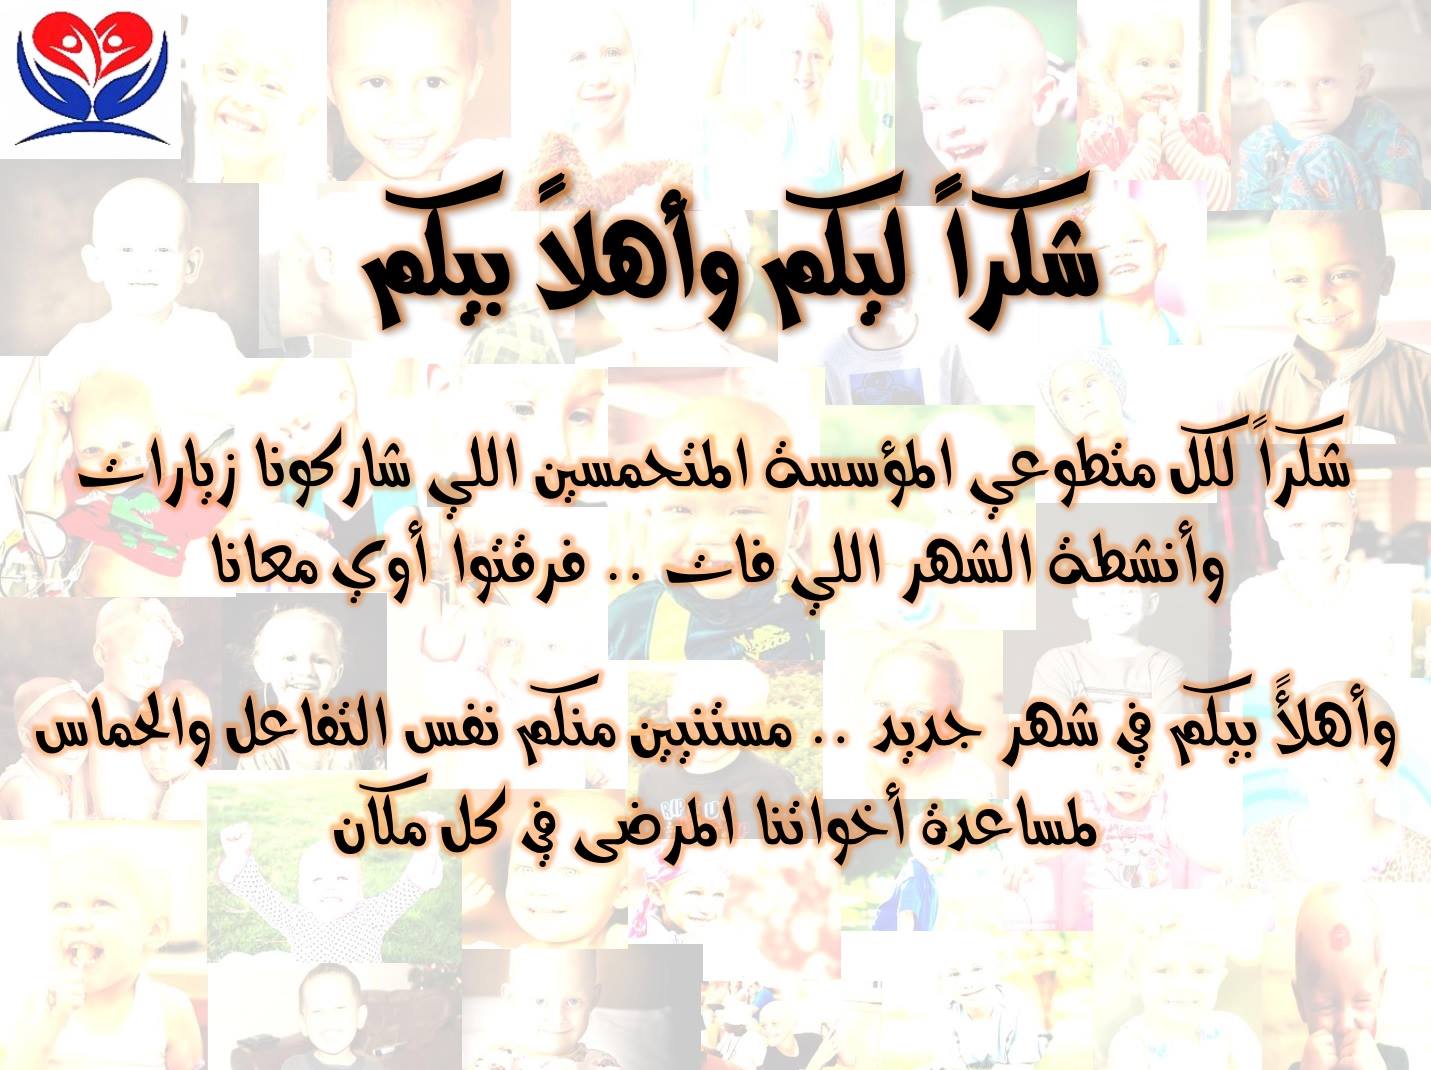 شكراً ليكم وأهلاً بيكم
شكراً لكل متطوعي المؤسسة المتحمسين اللي شاركونا زيارات
وأنشطة الشهر اللي فات .. فرقتوا أوي معانا
وأهلاً بيكم في شهر جديد .. مستنيين منكم نفس التفاعل والحماس
لمساعدة أخواتنا المرضى في كل مكان